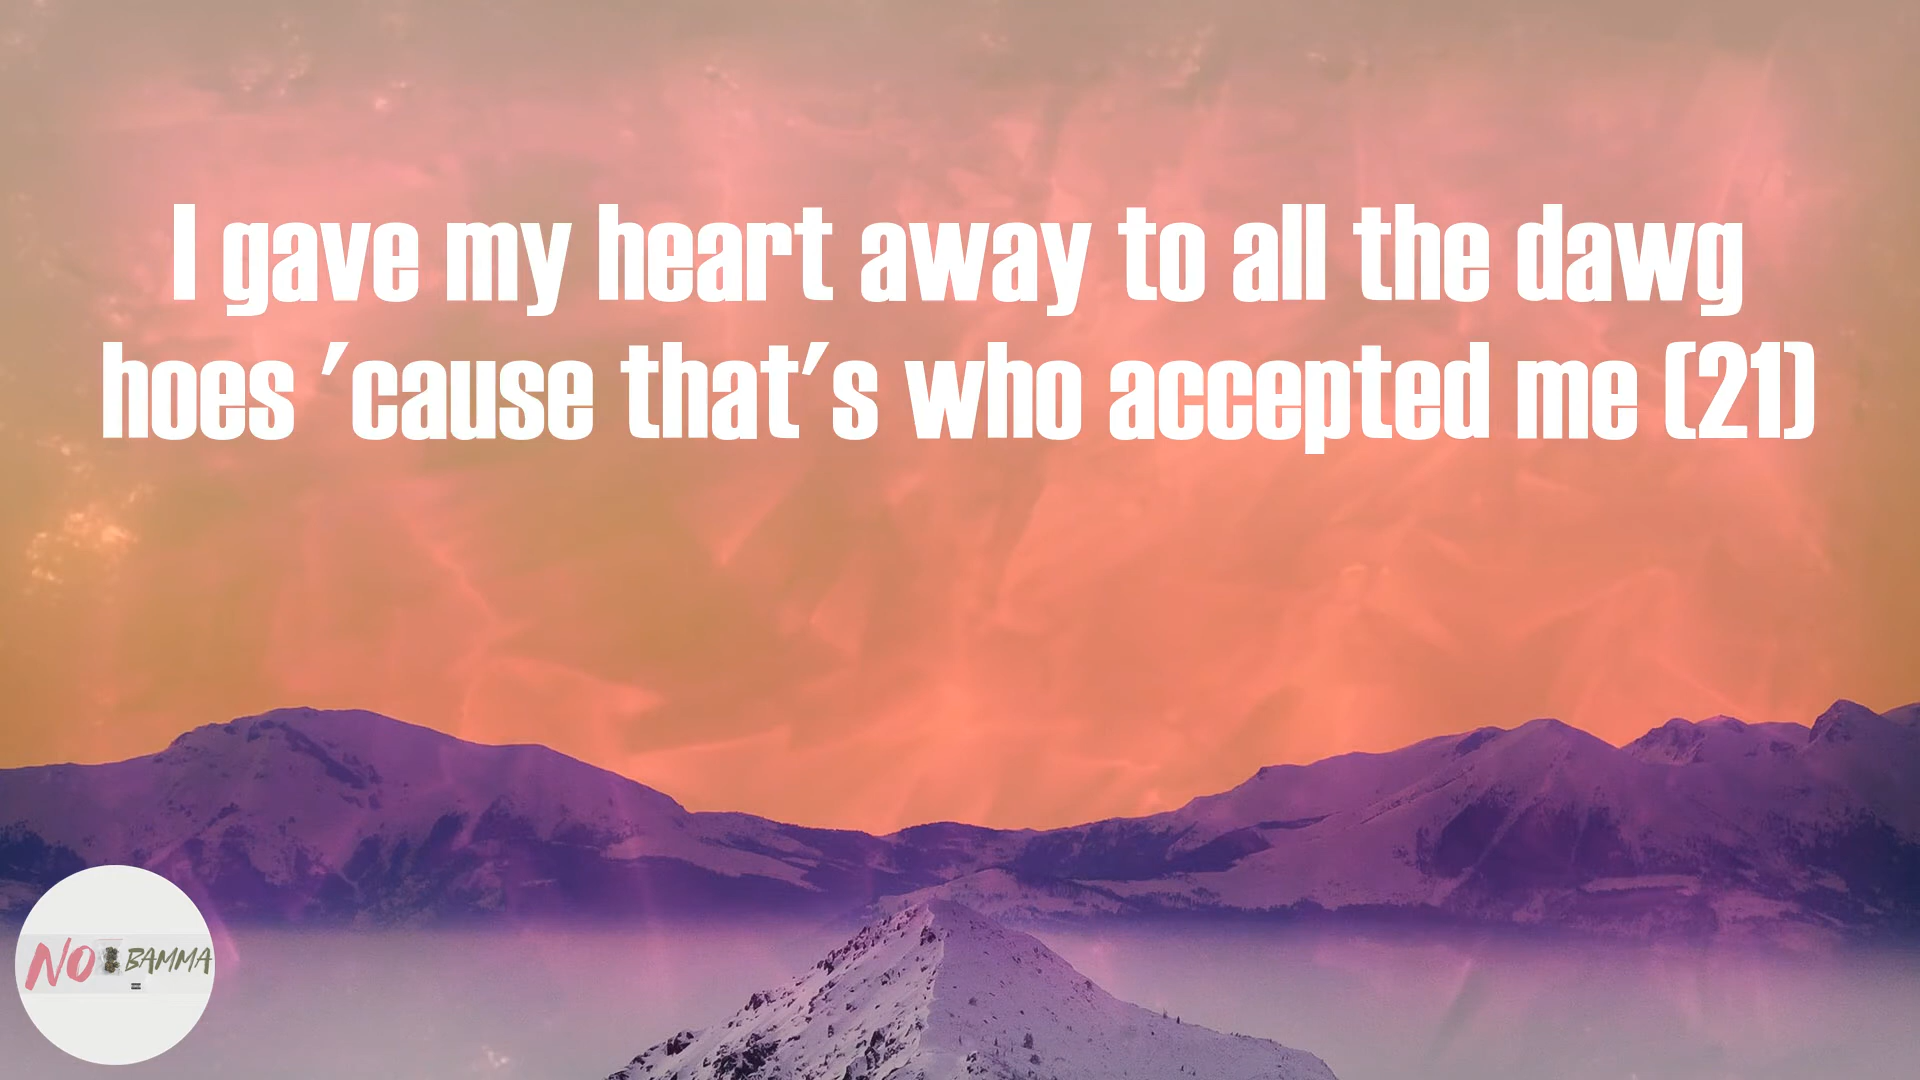 I gave my heart away to all the dawg
hoes 'cause that's who accepted me (21)
NO BAMMA